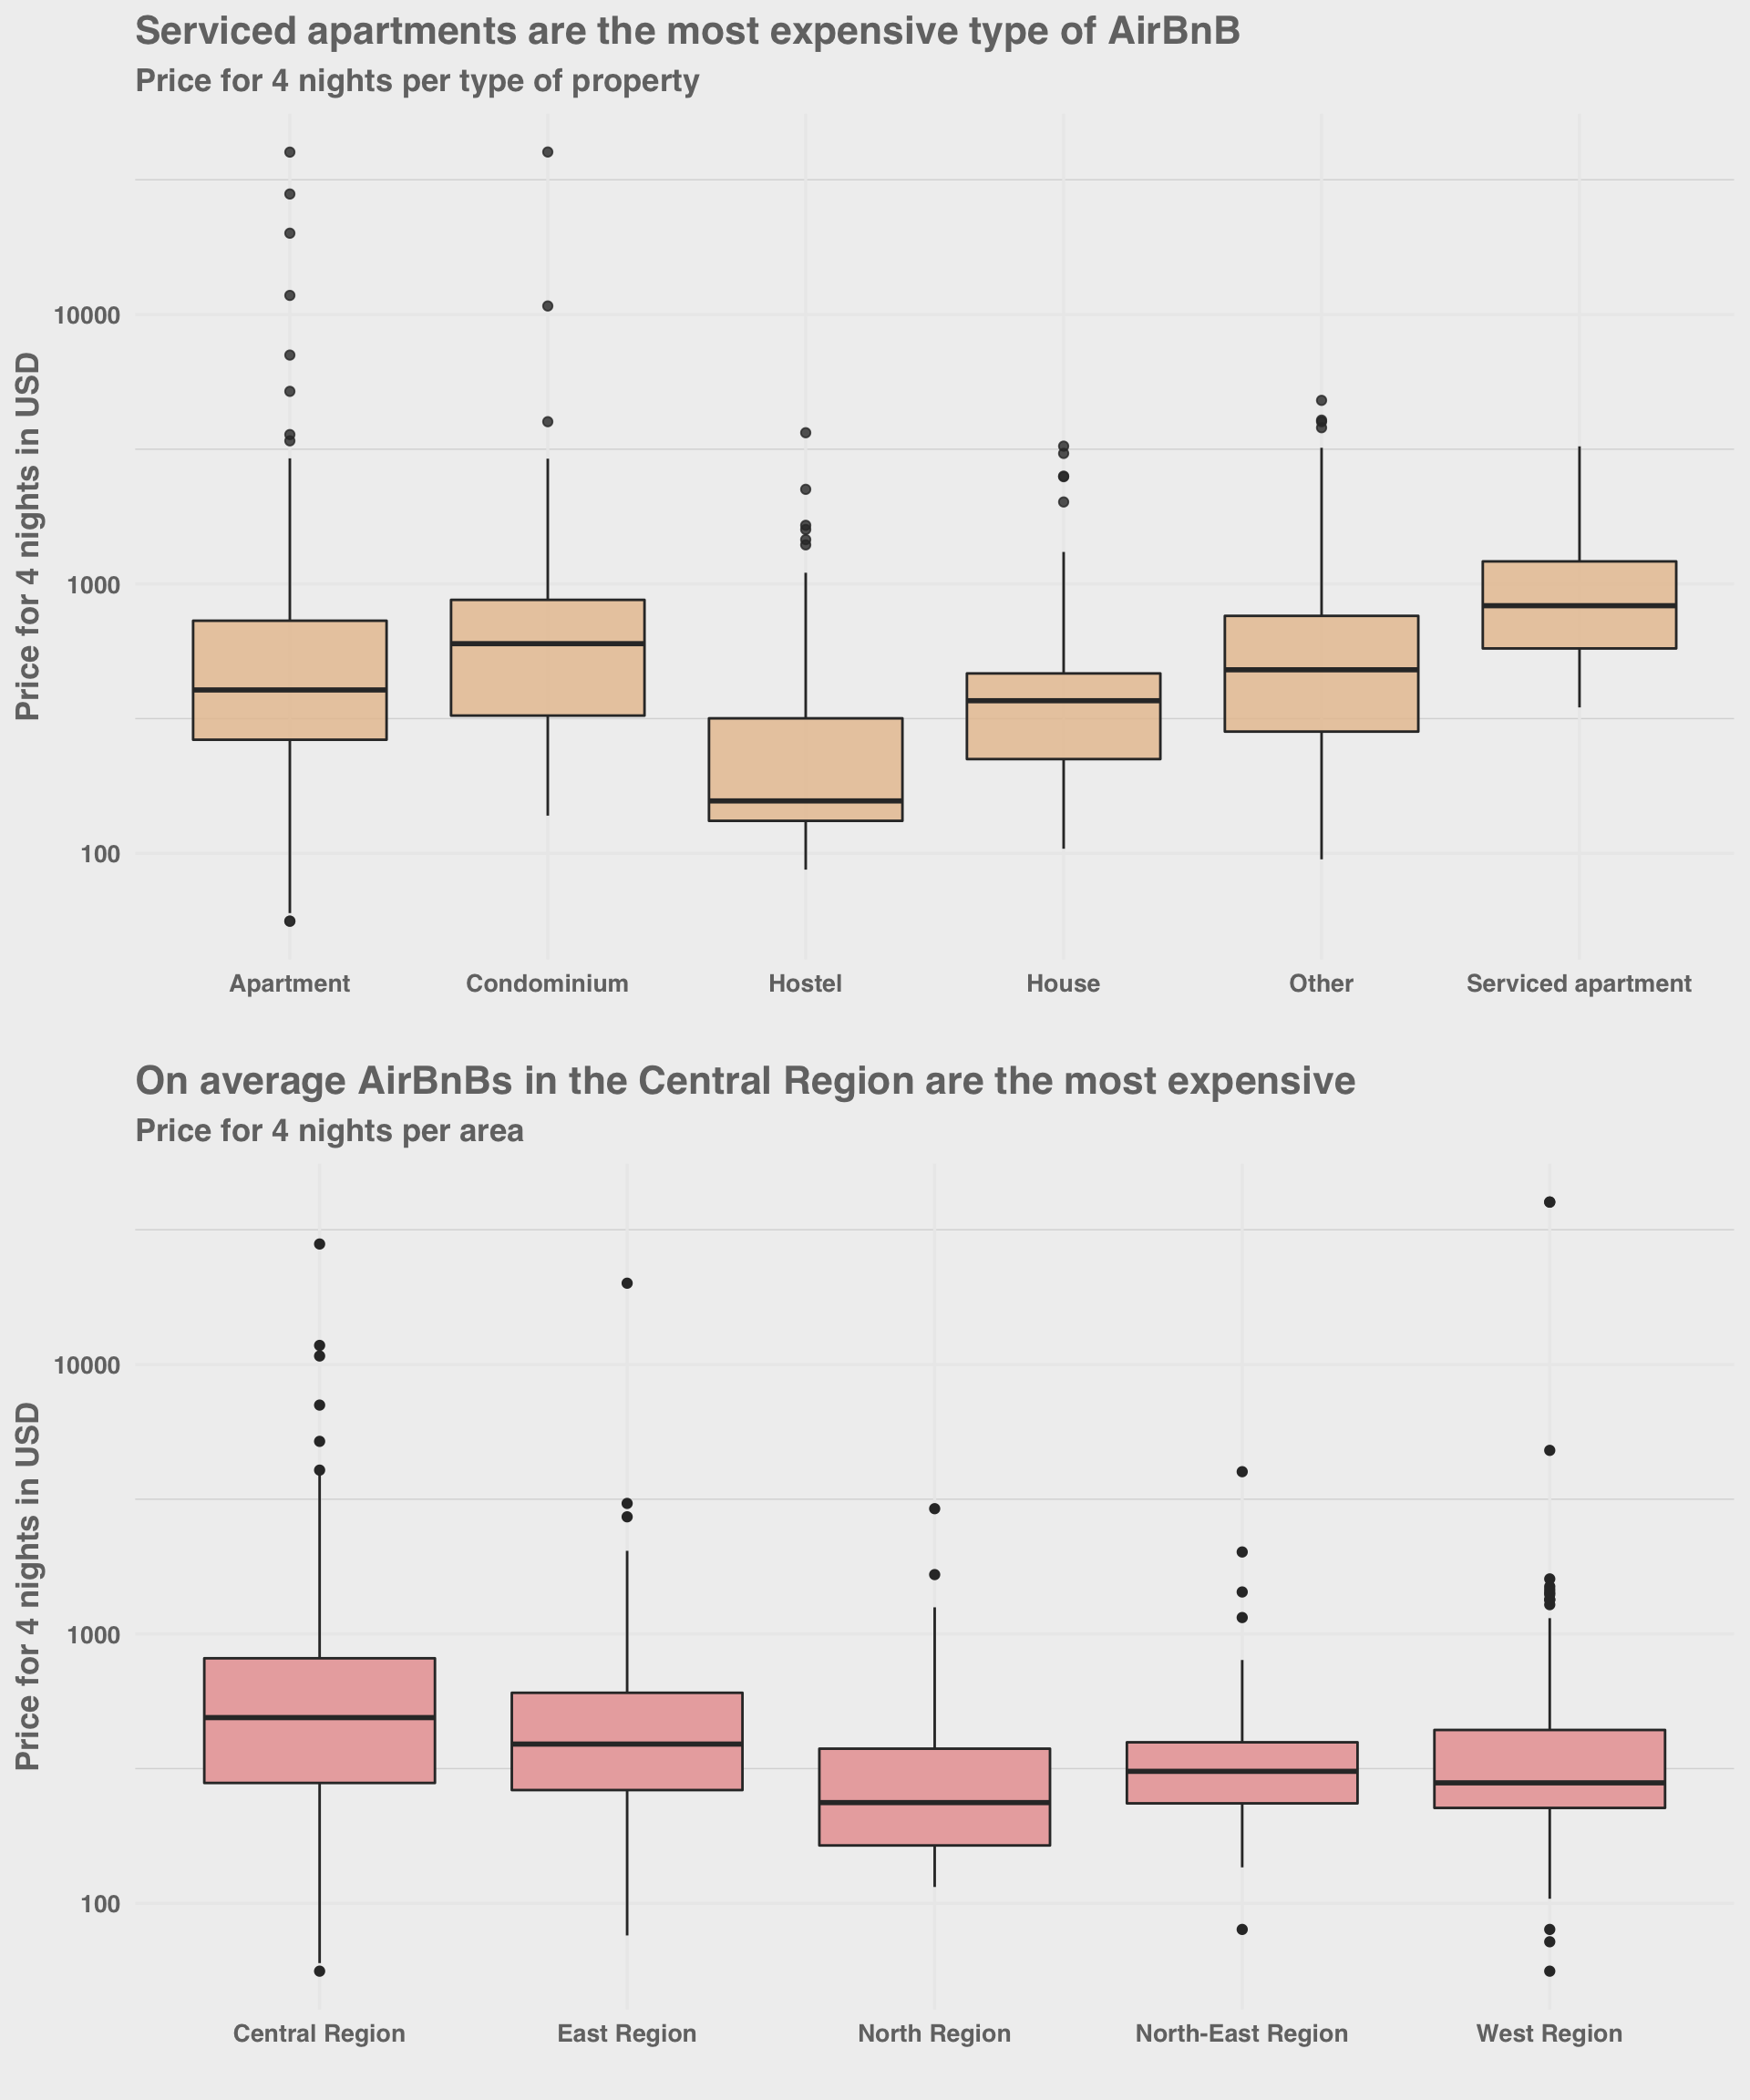 Serviced apartments are the most expensive type of AirBnB
Price for 4 nights per type of property
Price for 4 nights in USD
10000
1000
100
Apartment
Condominium
Hostel
House
Other
Serviced apartment
On average AirBnBs in the Central Region are the most expensive
Price for 4 nights per area
Price for 4 nights in USD
10000
1000
100
Central Region
East Region
North Region
North-East Region
West Region